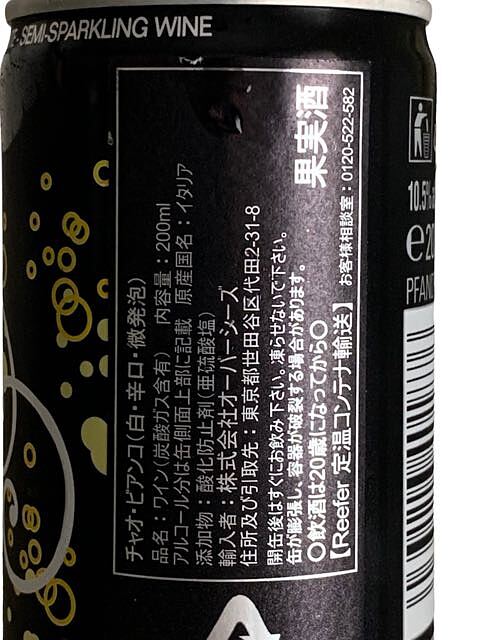 SEMI-SPARKLING WINE
チャオ・ビアンコ(白・辛口・微発泡)
品名:ワイン(炭酸ガス含有) 内容量:200ml
アルコール分は缶側面上部に記載 原産国名:イタリア
添加物:酸化防止剤(亜硫酸塩)
輸入者:株式会社オーバーシーズ
住所及び引取先:東京都世田谷区代田2-31-8
開缶後はすぐにお飲み下さい。凍らせないで下さい。
缶が膨張し、容器が破裂する場合があります。
〇飲酒は20歳になってから〇
【Reefer 定温コンテナ輸送】
果実酒
お客様相談室:0120-522-582
10.5%
PFAND